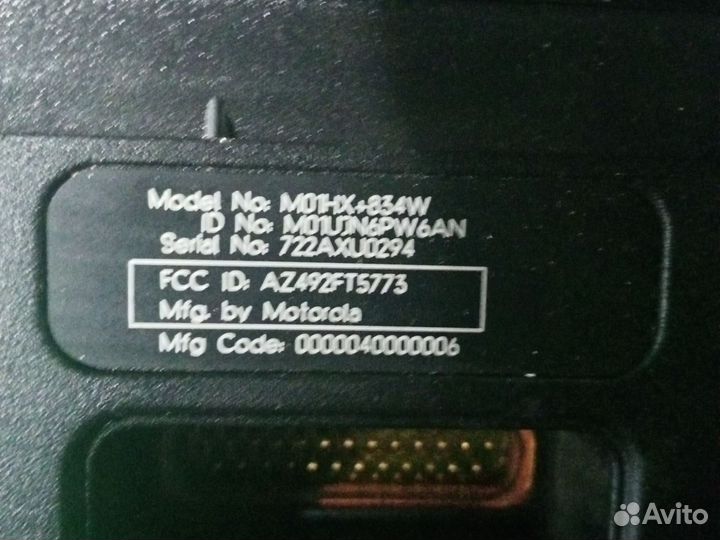 Model No: M01HX+834W
ID No: M01UJN6PW6AN
Serial No: 722AXU0294
FCC ID: AZ492FT5773
Mfg. by Motorola
Mfg Code: 0000040000006
Avito